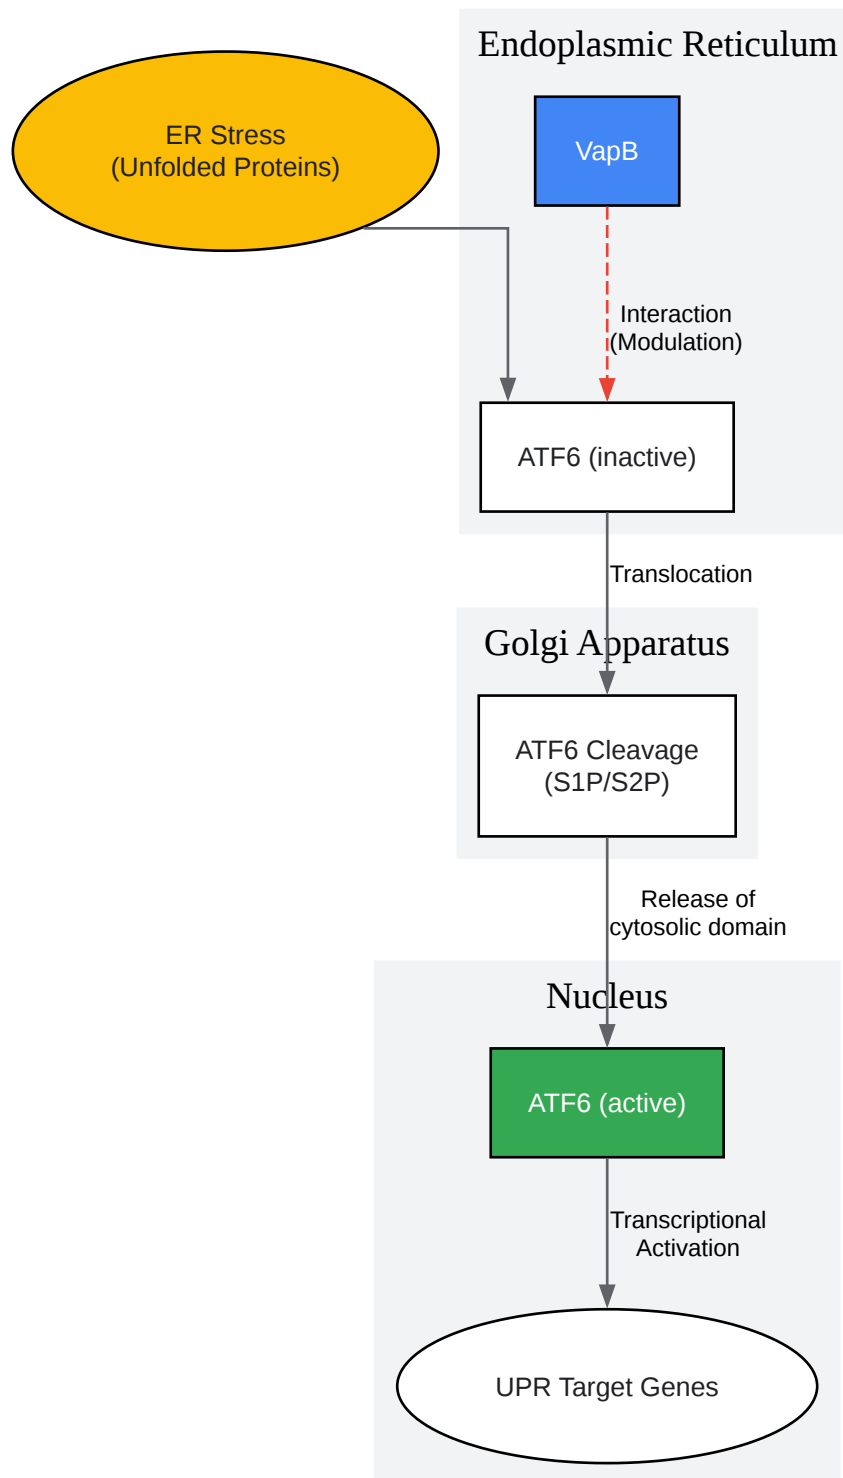 Endoplasmic Reticulum
ER Stress
(Unfolded Proteins)
VapB
Interaction
(Modulation)
ATF6 (inactive)
Translocation
Golgi Apparatus
ATF6 Cleavage
(S1P/S2P)
Release of
cytosolic domain
Nucleus
ATF6 (active)
Transcriptional
Activation
UPR Target Genes